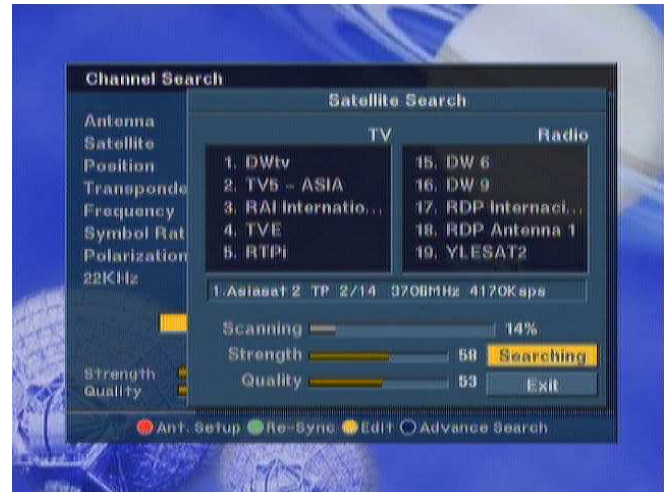 Channel Search
Satellite Search
Antenna
Satellite
Position
Transponde
Frequency
Symbol Rat
Polarization
22KHz
TV
1. DWtv
2. TV5 - ASIA
3. RAI Internatio...
4. TVE
5. RTPi
Radio
15. DW 6
16. DW 9
17. RDP Internaci...
18. RDP Antenna 1
19. YLESAT2
1.Asiasat 2 TP 2/14 3706MHz 4170Ksps
Scanning 14%
Strength 58 Searching
Quality 53 Exit
Strength
Quality
Ant. Setup Re-Sync Edit Advance Search